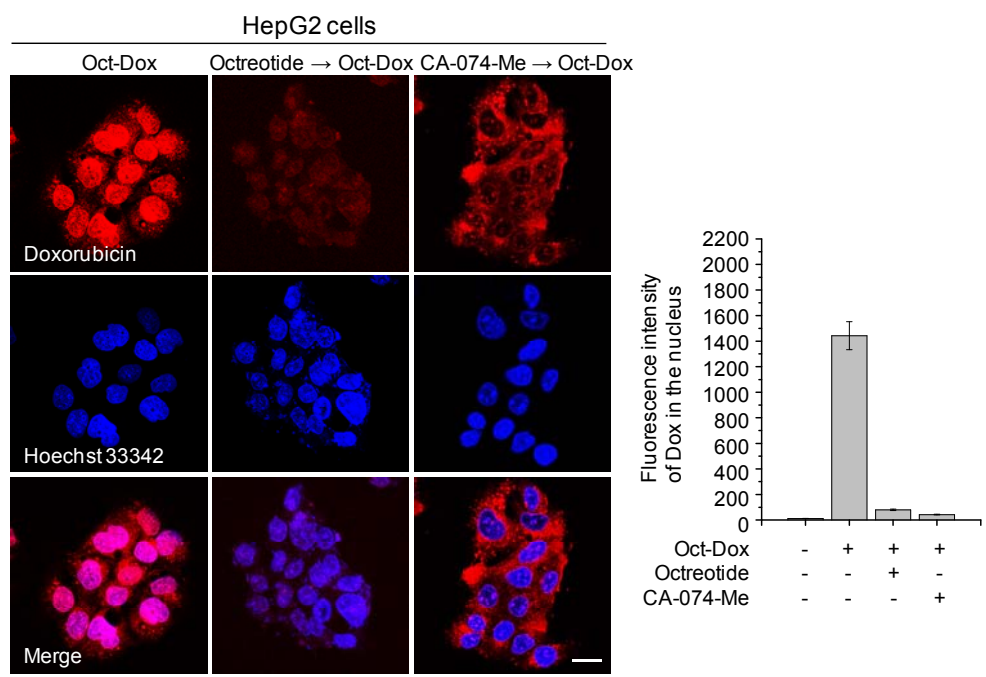 HepG2 cells
Oct-Dox Octreotide → Oct-Dox CA-074-Me → Oct-Dox
Doxorubicin
Hoechst 33342
Merge
Fluorescence intensity
of Dox in the nucleus
2200
2000
1800
1600
1400
1200
1000
800
600
400
200
0
Oct-Dox - + + +
Octreotide - - + -
CA-074-Me - - - +